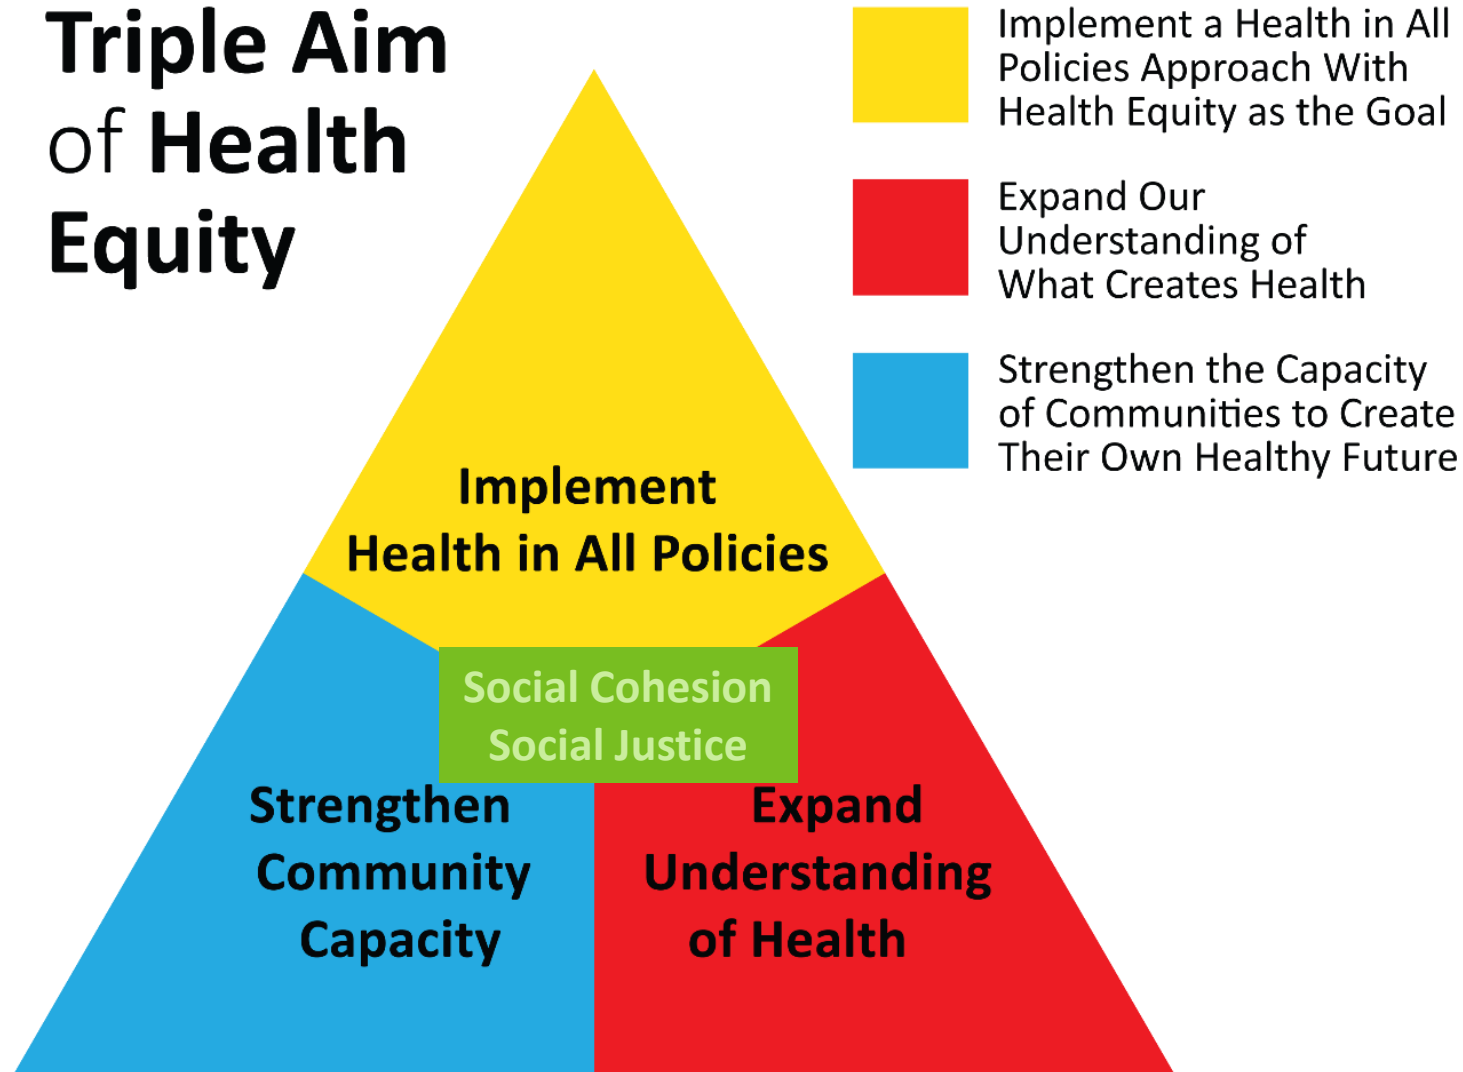 Triple Aim
of Health
Equity
Implement a Health in All
Policies Approach With
Health Equity as the Goal
Expand Our
Understanding of
What Creates Health
Strengthen the Capacity
of Communities to Create
Their Own Healthy Future
Implement
Health in All Policies
Social Cohesion
Social Justice
Strengthen
Community
Capacity
Expand
Understanding
of Health